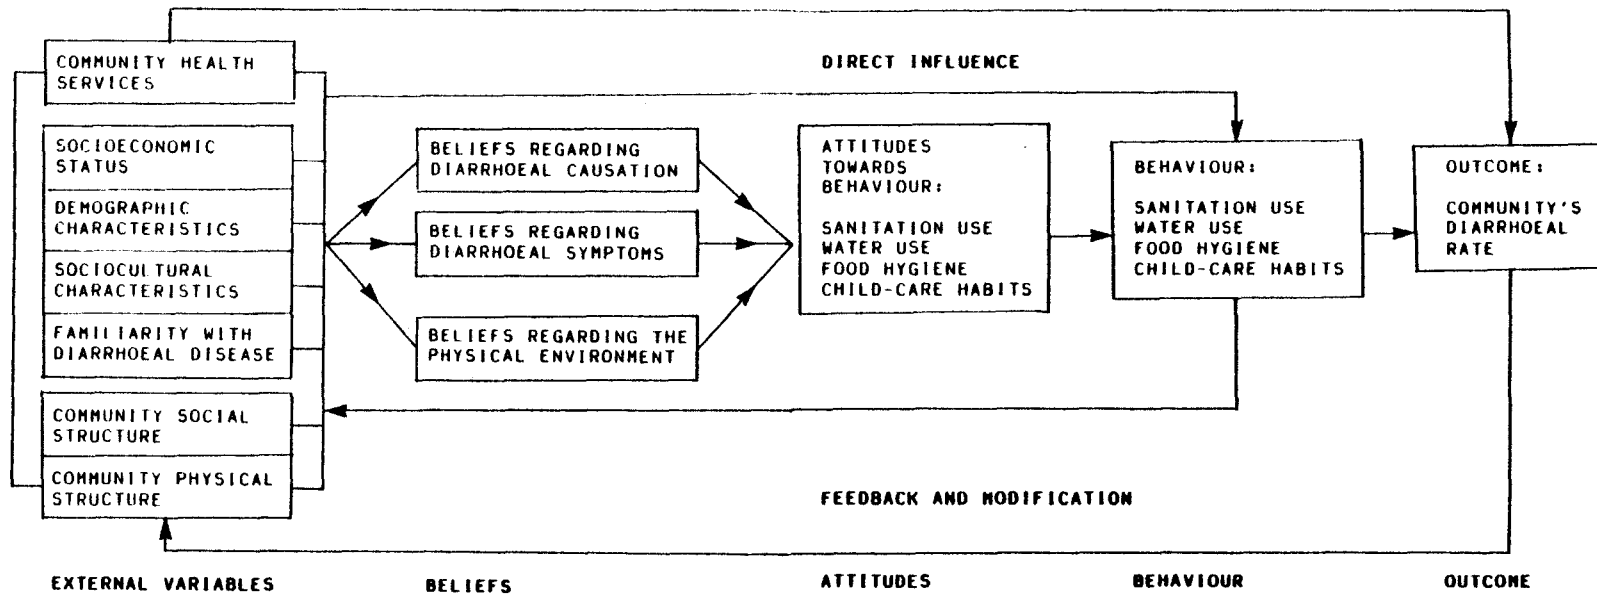 COMMUNITY HEALTH
SERVICES
SOCIOECONOMIC
STATUS
DEMOGRAPHIC
CHARACTERISTICS
SOCIOCULTURAL
CHARACTERISTICS
FAMILIARITY WITH
DIARRHOEAL DISEASE
COMMUNITY SOCIAL
STRUCTURE
COMMUNITY PHYSICAL
STRUCTURE
EXTERNAL VARIABLES
BELIEFS REGARDING
DIARRHOEAL CAUSATION
BELIEFS REGARDING
DIARRHOEAL SYMPTOMS
BELIEFS REGARDING THE
PHYSICAL ENVIRONMENT
BELIEFS
DIRECT INFLUENCE
ATTITUDES
TOWARDS
BEHAVIOUR:
SANITATION USE
WATER USE
FOOD HYGIENE
CHILD-CARE HABITS
FEEDBACK AND MODIFICATION
ATTITUDES
BEHAVIOUR:
SANITATION USE
WATER USE
FOOD HYGIENE
CHILD-CARE HABITS
BEHAVIOUR
OUTCOME:
COMMUNITY'S
DIARRHOEAL
RATE
OUTCOME